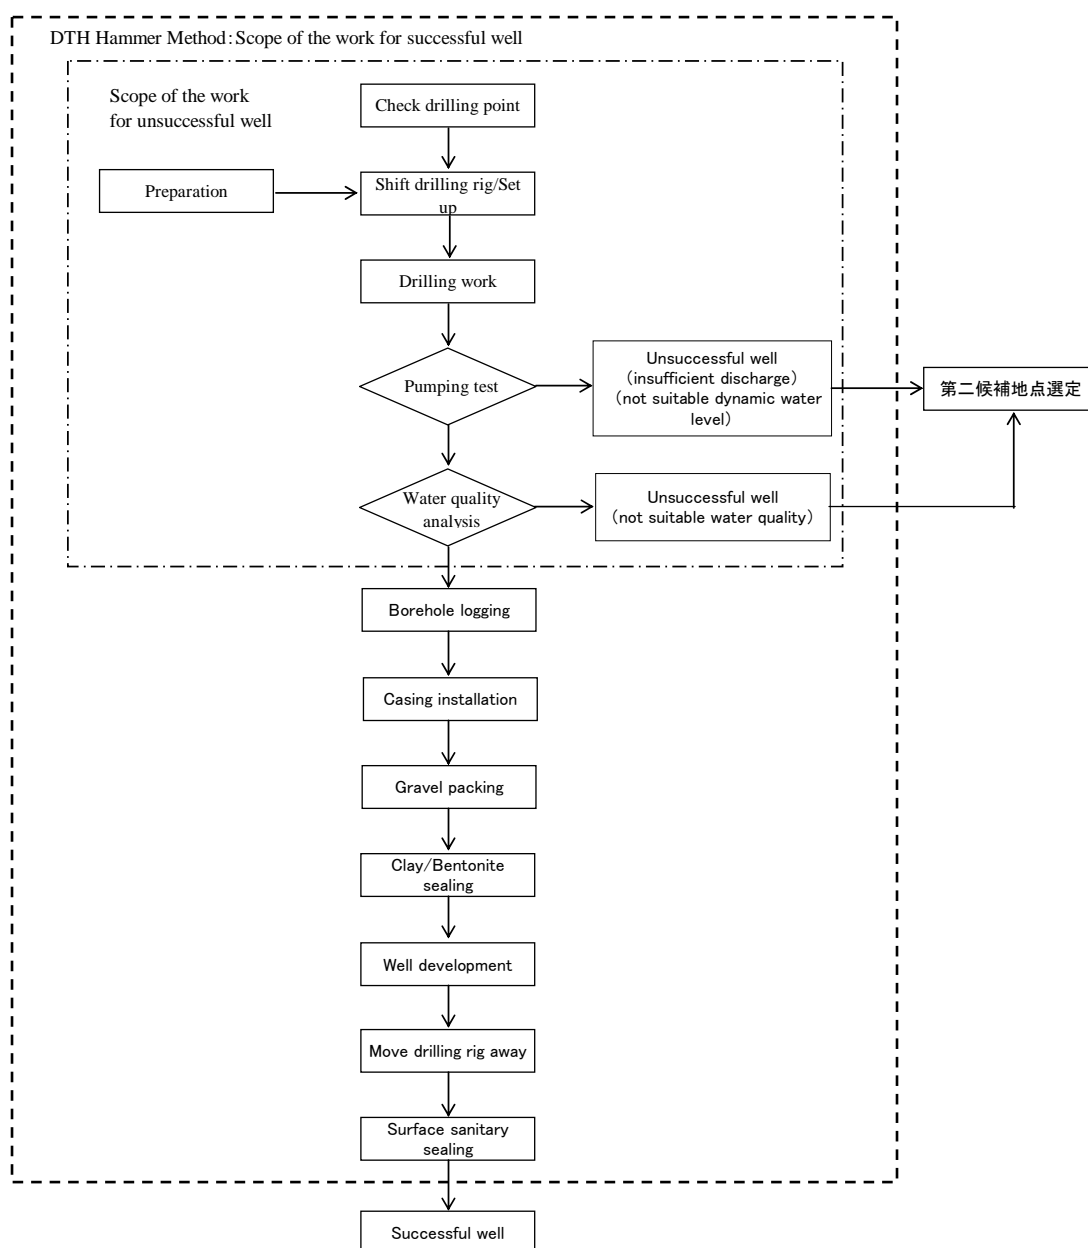 DTH Hammer Method:Scope of the work for successful well
Scope of the work
for unsuccessful well
Check drilling point
Preparation
Shift drilling rig/Set
up
Drilling work
Pumping test
Unsuccessful well
(insufficient discharge)
(not suitable dynamic water
level)
第二候補地点選定
Water quality
analysis
Unsuccessful well
(not suitable water quality)
Borehole logging
Casing installation
Gravel packing
Clay/Bentonite
sealing
Well development
Move drilling rig away
Surface sanitary
sealing
Successful well